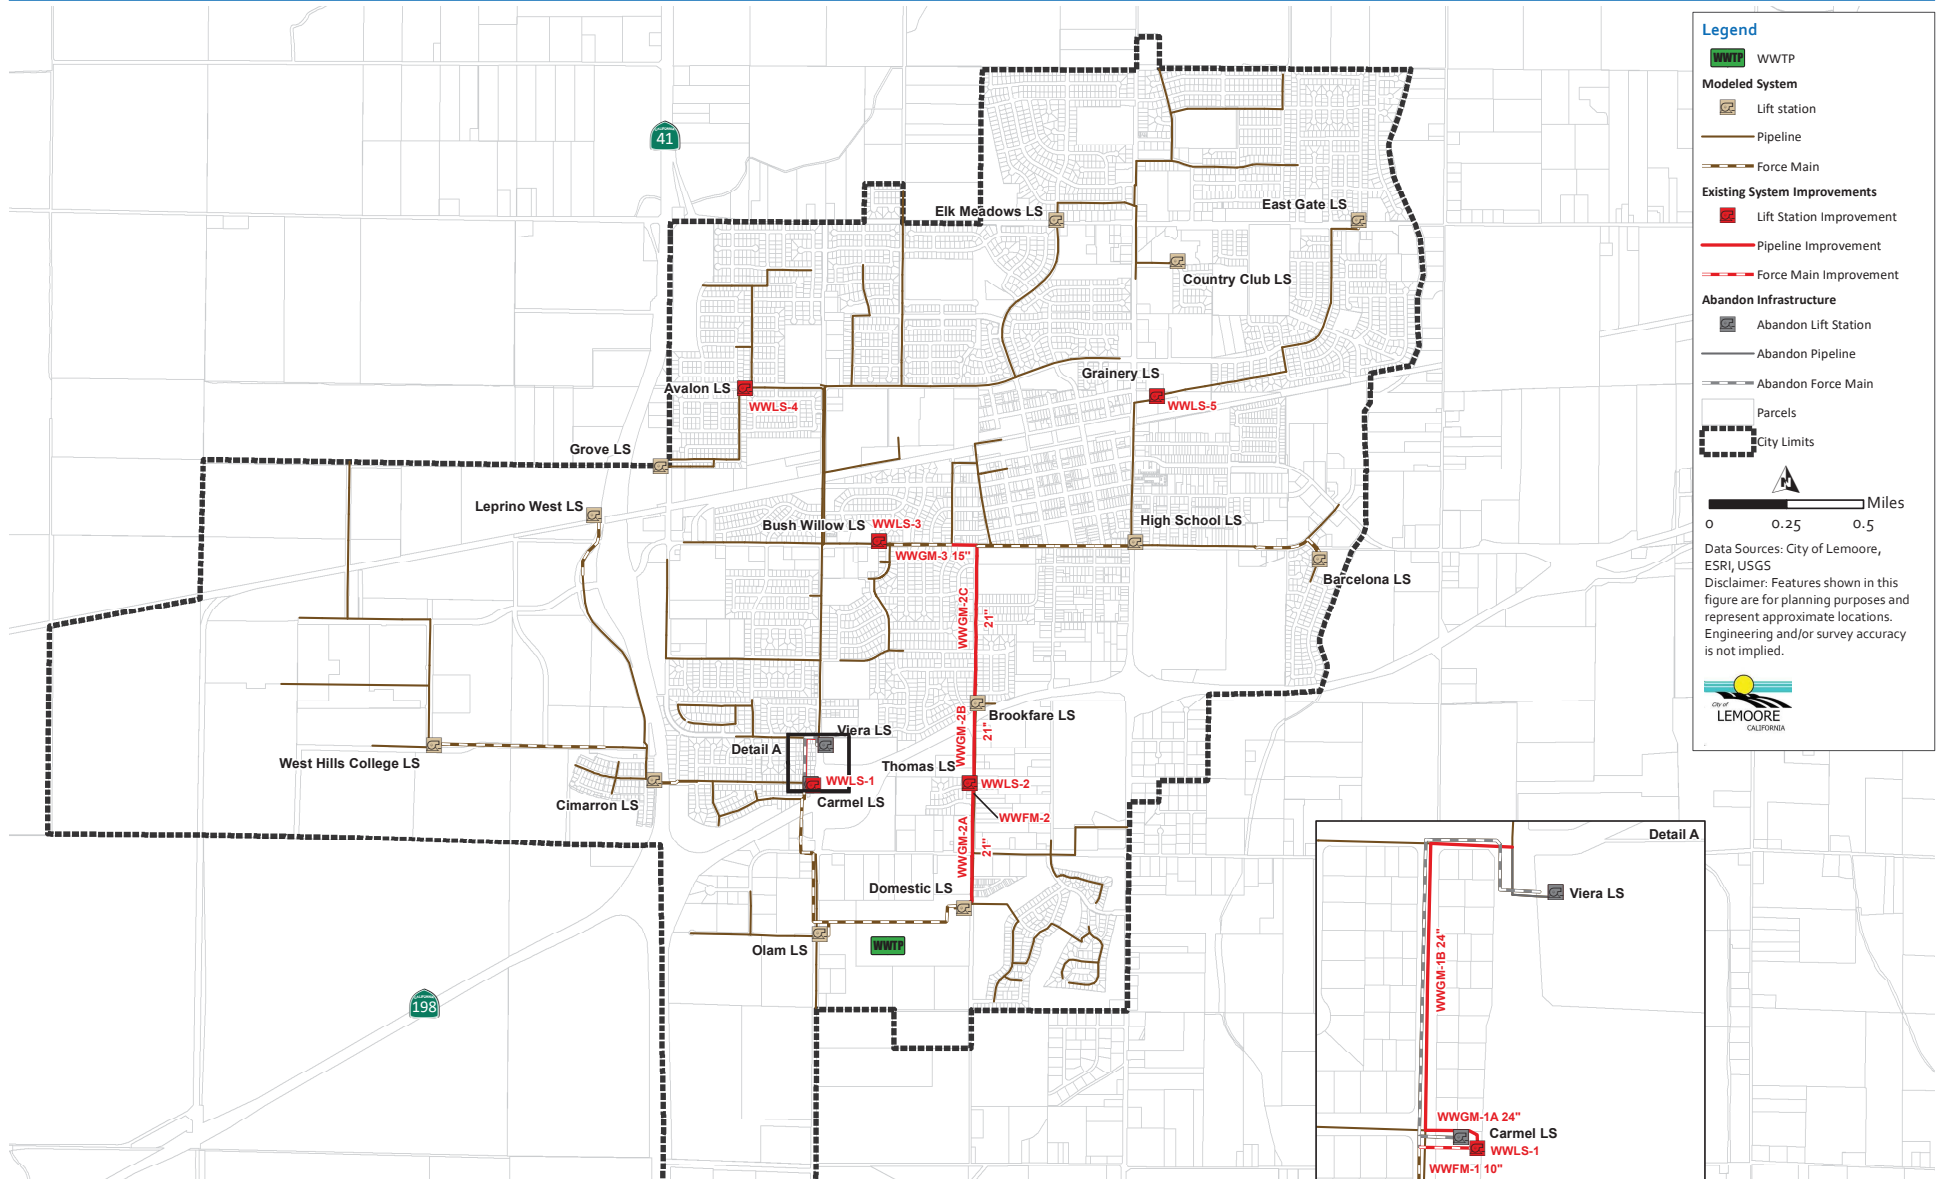 Legend
WWTP WWTP
Modeled System
Lift station
Pipeline
Force Main
Existing System Improvements
Lift Station Improvement
Pipeline Improvement
Force Main Improvement
Abandon Infrastructure
Abandon Lift Station
Abandon Pipeline
Abandon Force Main
Parcels
City Limits
N
Miles
0 0.25 0.5
Data Sources: City of Lemoore,
ESRI, USGS
Disclaimer: Features shown in this
figure are for planning purposes and
represent approximate locations.
Engineering and/or survey accuracy
is not implied.
City of
LEMOORE
CALIFORNIA
CALIFORNIA
41
Elk Meadows LS
East Gate LS
Country Club LS
Avalon LS
WWLS-4
Grainery LS
WWLS-5
Grove LS
Leprino West LS
Bush Willow LS
WWLS-3
High School LS
WWGM-3 15"
Barcelona LS
WWGM-2C
21"
Brookfare LS
WWGM-2B
21"
Viera LS
Detail A
West Hills College LS
Thomas LS
WWLS-1
WWLS-2
Cimarron LS
Carmel LS
WWFM-2
WWGM-2A
21"
Domestic LS
Olam LS
WWTP
CALIFORNIA
198
Detail A
Viera LS
WWGM-1B 24"
WWGM-1A 24"
Carmel LS
WWLS-1
WWFM-1 10"